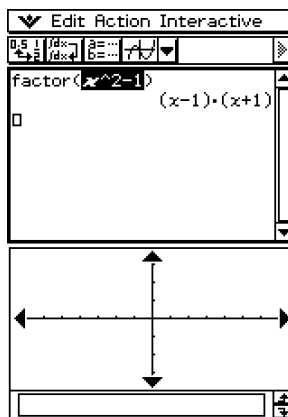 Edit Action Interactive
factor(x^2-1)
(x-1)·(x+1)